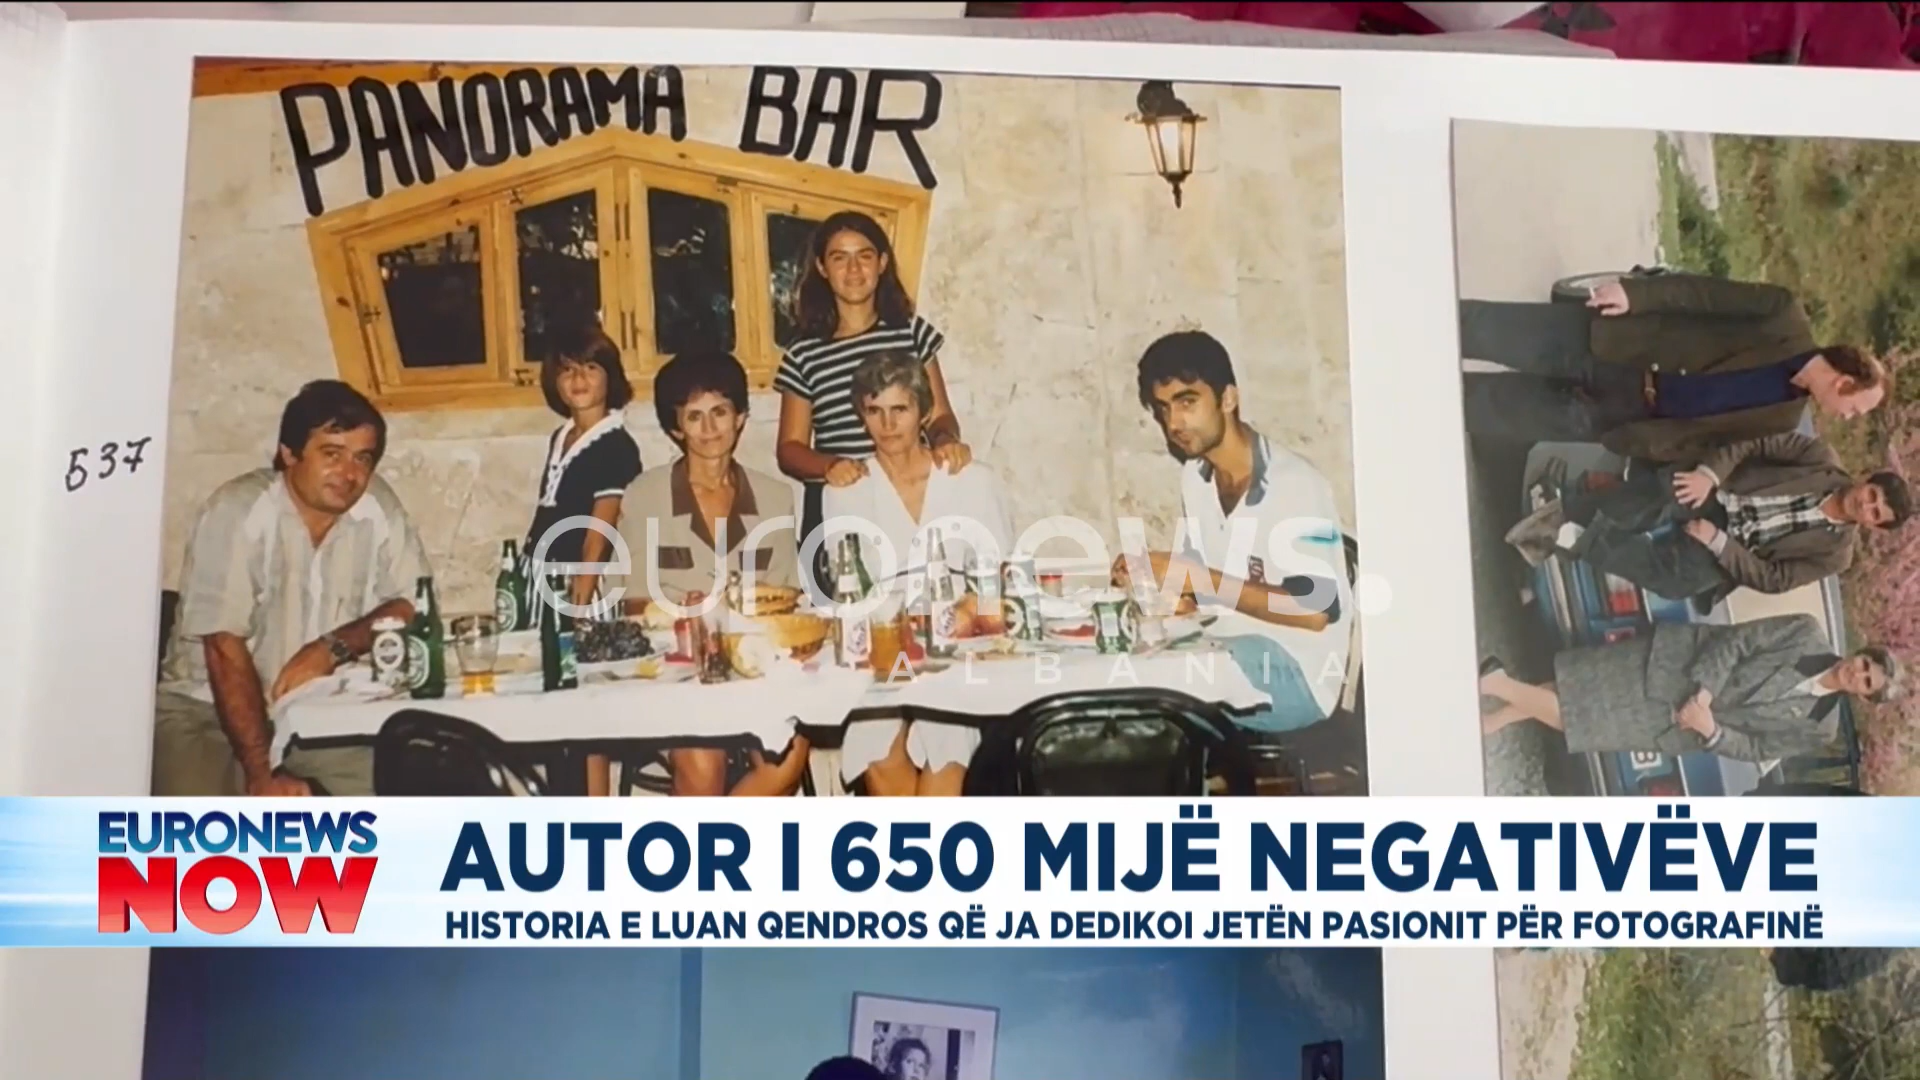 PANORAMA BAR
537
euronews.
ALBANIA
EURONEWS
NOW
AUTOR I 650 MIJË NEGATIVËVE
HISTORIA E LUAN QENDROS QË JA DEDIKOI JETËN PASIONIT PËR FOTOGRAFINË